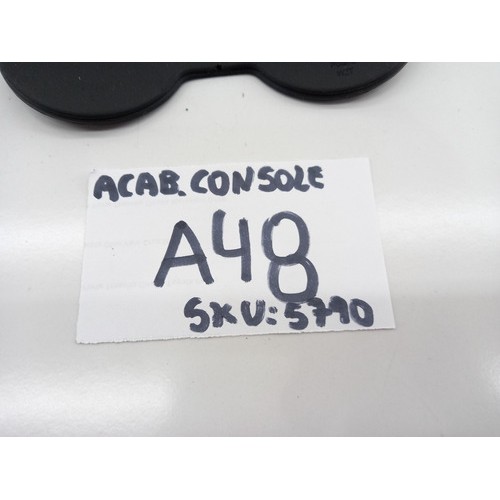 ACAB. CONSOLE
A48
SKU: 5790